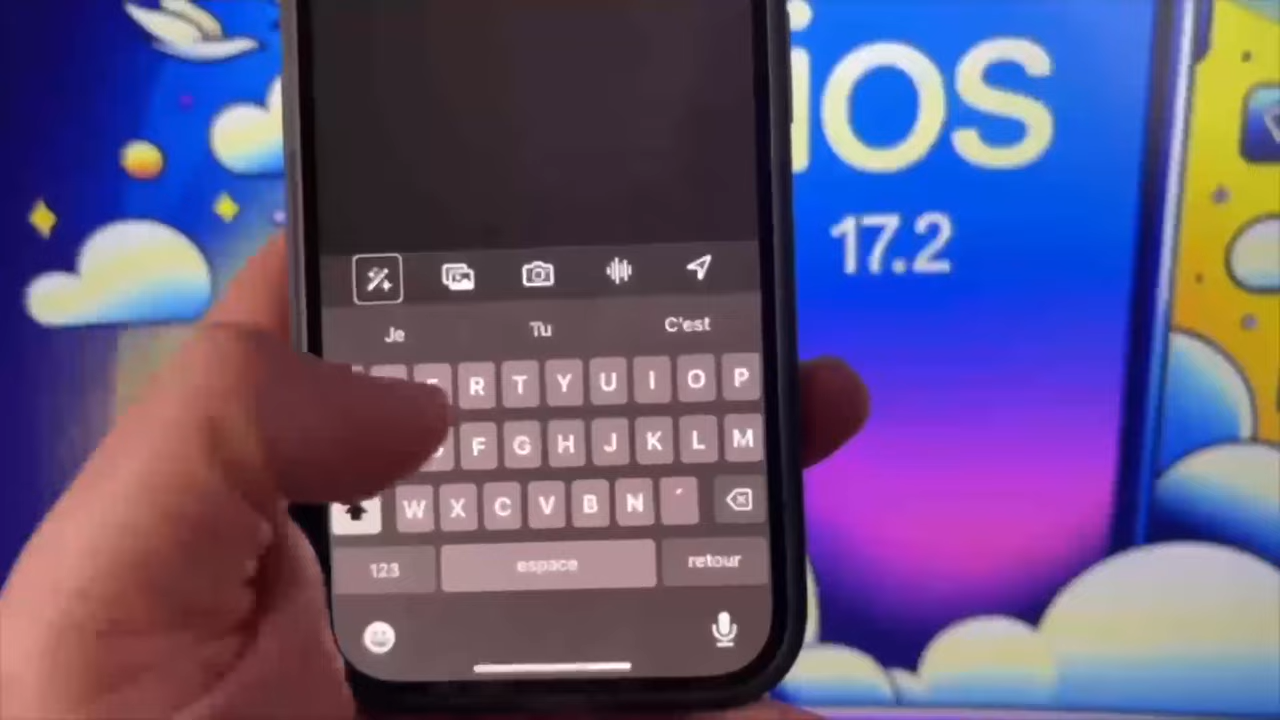 iOS
17.2
Je Tu C'est
R T Y U I O P
F G H J K L M
W X C V B N ´
123 espace retour